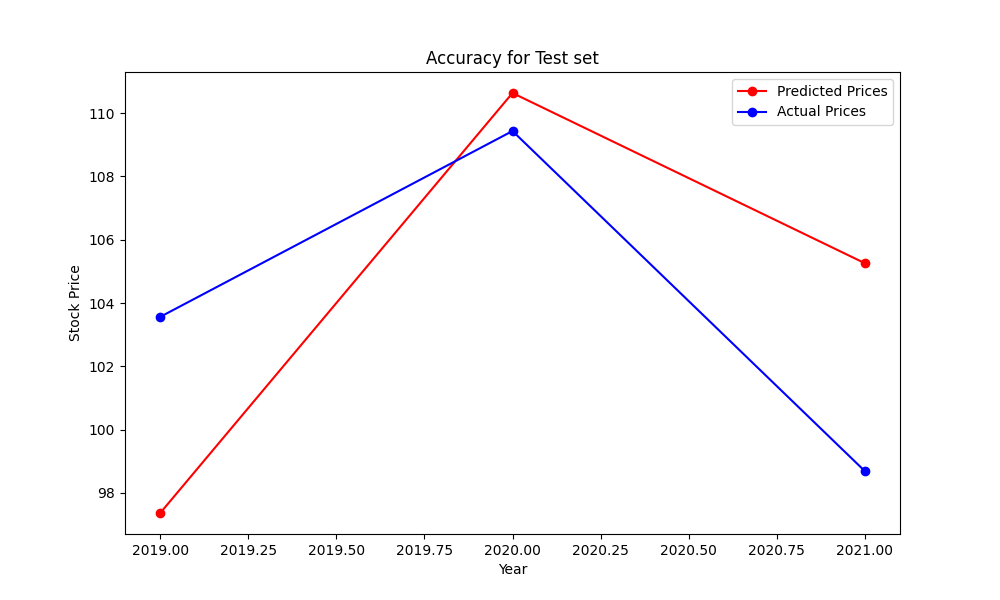 Accuracy for Test set
Predicted Prices
Actual Prices
110
108
106
104
102
100
98
Stock Price
2019.00 2019.25 2019.50 2019.75 2020.00 2020.25 2020.50 2020.75 2021.00
Year